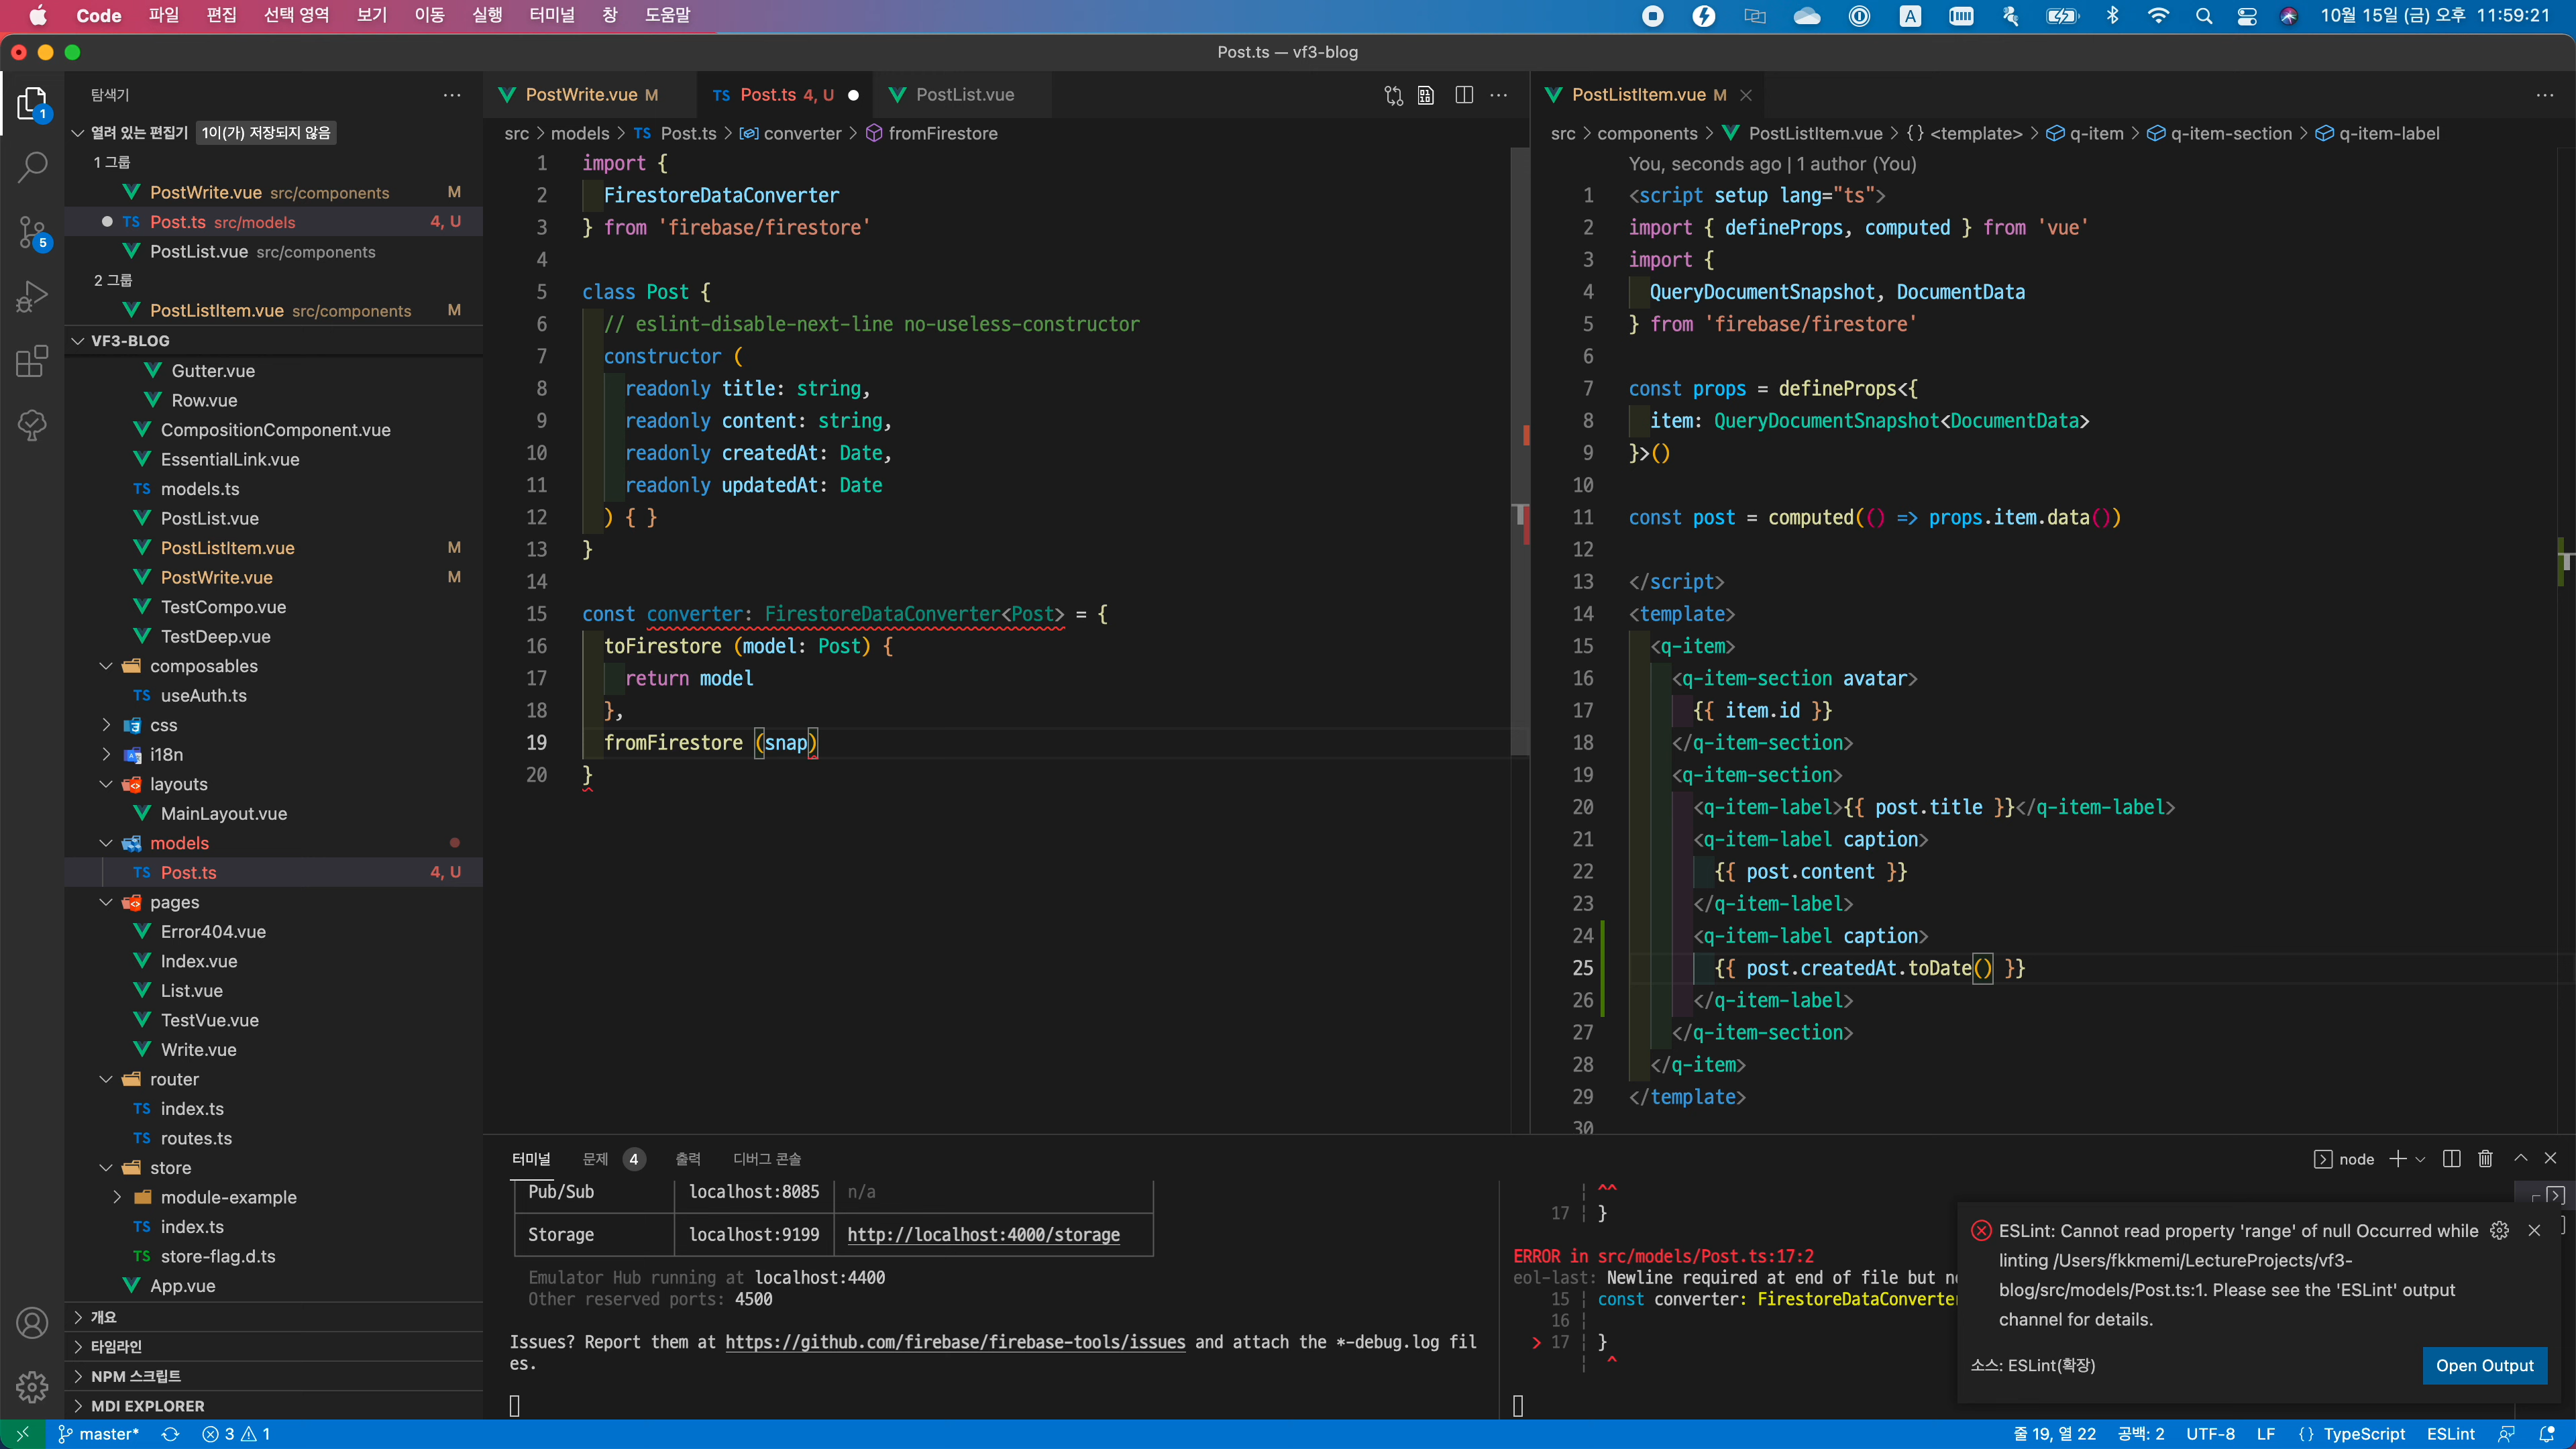 Code 파일 편집 선택 영역 보기 이동 실행 터미널 창 도움말
A 10월 15일 (금) 오후 11:59:21
Post.ts — vf3-blog
탐색기
열려 있는 편집기 1이(가) 저장되지 않음
1 그룹
PostWrite.vue src/components M
TS Post.ts src/models 4, U
PostList.vue src/components
2 그룹
PostListItem.vue src/components M
VF3-BLOG
Gutter.vue
Row.vue
CompositionComponent.vue
EssentialLink.vue
TS models.ts
PostList.vue
PostListItem.vue M
PostWrite.vue M
TestCompo.vue
TestDeep.vue
composables
TS useAuth.ts
css
i18n
layouts
MainLayout.vue
models
TS Post.ts 4, U
pages
Error404.vue
Index.vue
List.vue
TestVue.vue
Write.vue
router
TS index.ts
TS routes.ts
store
module-example
TS index.ts
TS store-flag.d.ts
App.vue
개요
타임라인
NPM 스크립트
MDI EXPLORER
1
5
PostWrite.vue M TS Post.ts 4, U PostList.vue
src > models > TS Post.ts > converter > fromFirestore
1 import {
2 FirestoreDataConverter
3 } from 'firebase/firestore'
4
5 class Post {
6 // eslint-disable-next-line no-useless-constructor
7 constructor (
8 readonly title: string,
9 readonly content: string,
10 readonly createdAt: Date,
11 readonly updatedAt: Date
12 ) { }
13 }
14
15 const converter: FirestoreDataConverter<Post> = {
16 toFirestore (model: Post) {
17 return model
18 },
19 fromFirestore (snap)
20 }
PostListItem.vue M
src > components > PostListItem.vue > {} <template> > q-item > q-item-section > q-item-label
You, seconds ago | 1 author (You)
1 <script setup lang="ts">
2 import { defineProps, computed } from 'vue'
3 import {
4 QueryDocumentSnapshot, DocumentData
5 } from 'firebase/firestore'
6
7 const props = defineProps<{
8 item: QueryDocumentSnapshot<DocumentData>
9 }>()
10
11 const post = computed(() => props.item.data())
12
13 </script>
14 <template>
15 <q-item>
16 <q-item-section avatar>
17 {{ item.id }}
18 </q-item-section>
19 <q-item-section>
20 <q-item-label>{{ post.title }}</q-item-label>
21 <q-item-label caption>
22 {{ post.content }}
23 </q-item-label>
24 <q-item-label caption>
25 {{ post.createdAt.toDate() }}
26 </q-item-label>
27 </q-item-section>
28 </q-item>
29 </template>
30
터미널 문제 4 출력 디버그 콘솔 node
Pub/Sub localhost:8085 n/a
Storage localhost:9199 http://localhost:4000/storage
Emulator Hub running at localhost:4400
Other reserved ports: 4500
Issues? Report them at https://github.com/firebase/firebase-tools/issues and attach the *-debug.log fil
es.
^^
17 }
ERROR in src/models/Post.ts:17:2
eol-last: Newline required at end of file but n
15 const converter: FirestoreDataConverter
16
> 17 }
^
ESLint: Cannot read property 'range' of null Occurred while
linting /Users/fkkmemi/LectureProjects/vf3-
blog/src/models/Post.ts:1. Please see the 'ESLint' output
channel for details.
소스: ESLint(확장) Open Output
master* 3 1 줄 19, 열 22 공백: 2 UTF-8 LF {} TypeScript ESLint